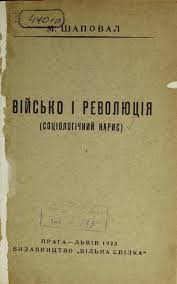 М. ШАПОВАЛ
ВІЙСЬКО І РЕВОЛЮЦІЯ
(СОЦІОЛОГІЧНИЙ НАРИС)
ПРАГА—ЛЬВІВ 1923
ВИДАВНИЦТВО „ВІЛЬНА СПІЛКА"